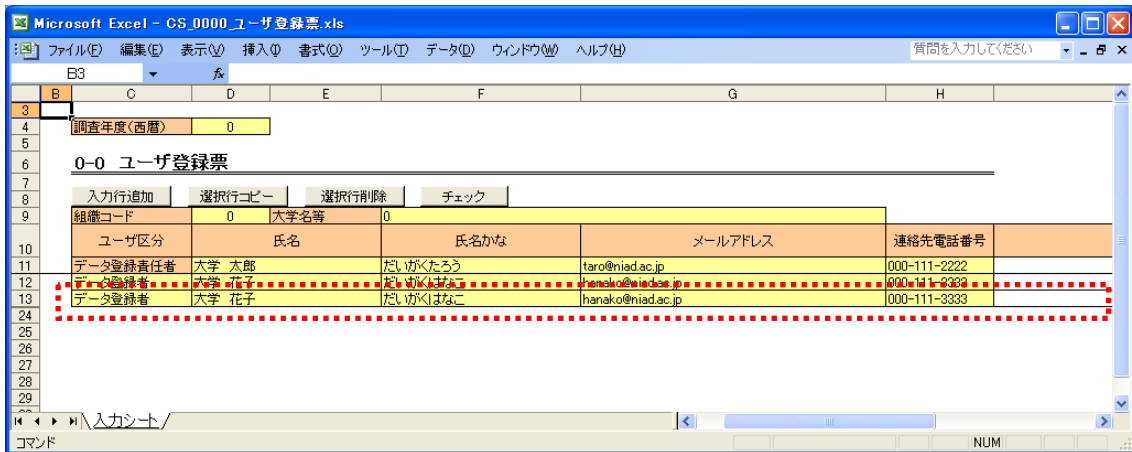 Microsoft Excel - CS_0000_ユーザ登録票.xls
ファイル(F) 編集(E) 表示(V) 挿入(I) 書式(O) ツール(T) データ(D) ウィンドウ(W) ヘルプ(H) 質問を入力してください
B3 fx
B C D E F G H
3
4 調査年度(西暦) 0
5
6 0-0 ユーザ登録票
7
8 入力行追加 選択行コピー 選択行削除 チェック
9 組織コード 0 大学名等 0
10 ユーザ区分 氏名 氏名かな メールアドレス 連絡先電話番号
11 データ登録責任者 大学 太郎 だいがくたろう taro@niad.ac.jp 000-111-2222
12 データ登録者 大学 花子 だいがくはなこ hanako@niad.ac.jp 000-111-3333
13 データ登録者 大学 花子 だいがくはなこ hanako@niad.ac.jp 000-111-3333
24
25
26
27
28
29
入力シート
コマンド NUM